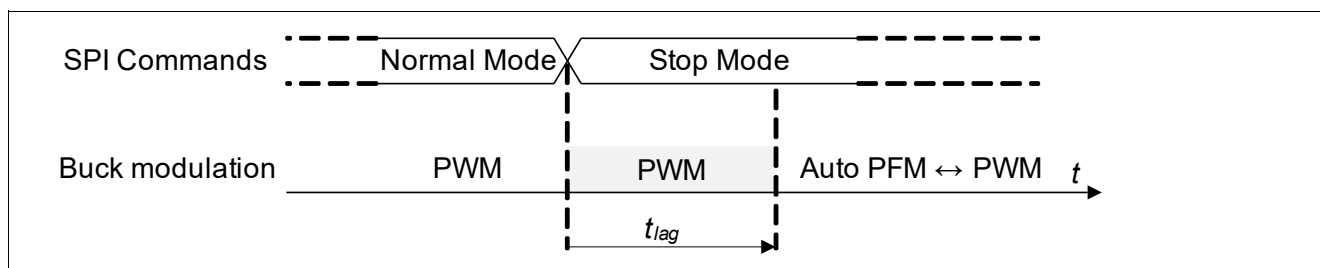 SPI Commands Normal Mode Stop Mode
Buck modulation PWM PWM Auto PFM ↔ PWM t
tlag